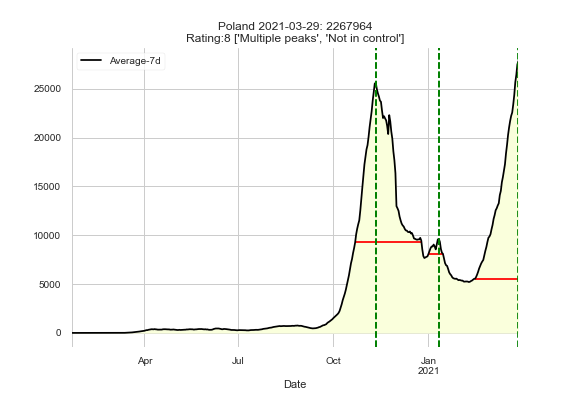 Poland 2021-03-29: 2267964
Rating:8 ['Multiple peaks', 'Not in control']
Average-7d
25000
20000
15000
10000
5000
0
Apr
Jul
Oct
Jan
2021
Date